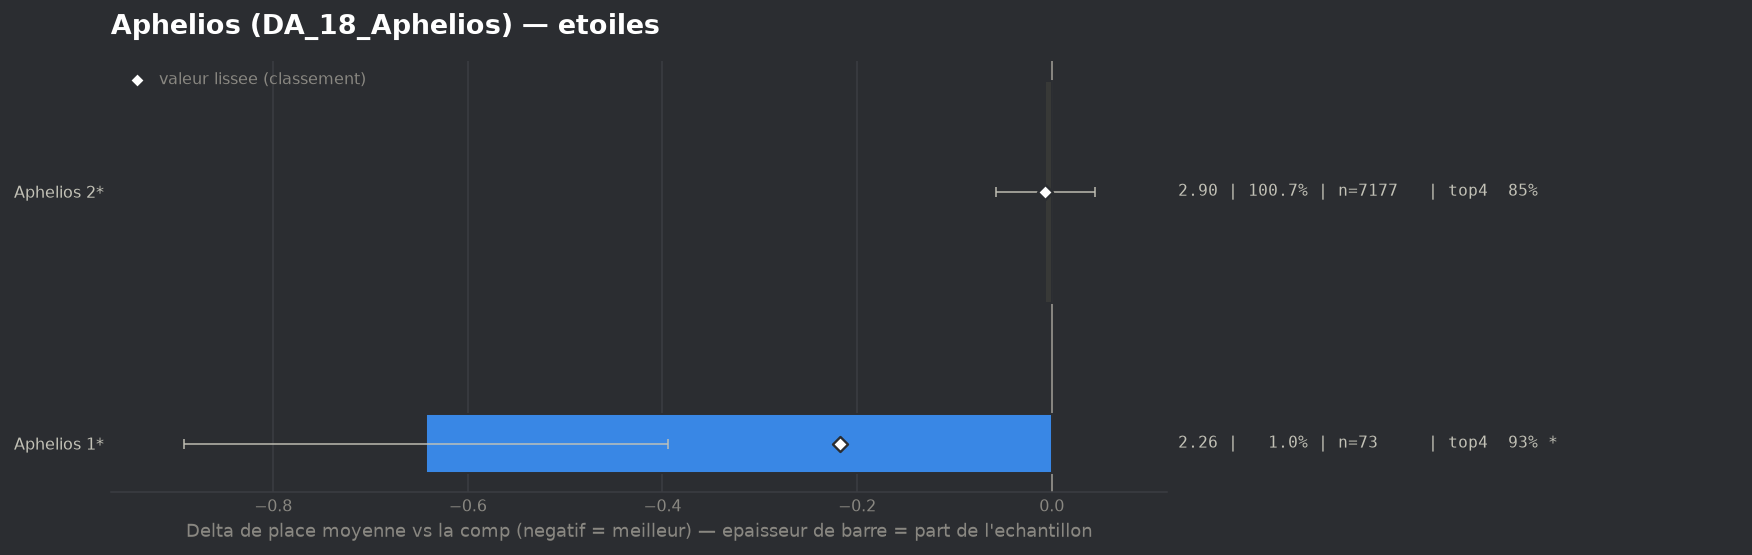 Aphelios (DA_18_Aphelios) — etoiles
valeur lissee (classement)
Aphelios 2*
2.90 | 100.7% | n=7177   | top4  85%
Aphelios 1*
2.26 |   1.0% | n=73     | top4  93% *
−0.8 −0.6 −0.4 −0.2 0.0
Delta de place moyenne vs la comp (negatif = meilleur) — epaisseur de barre = part de l'echantillon